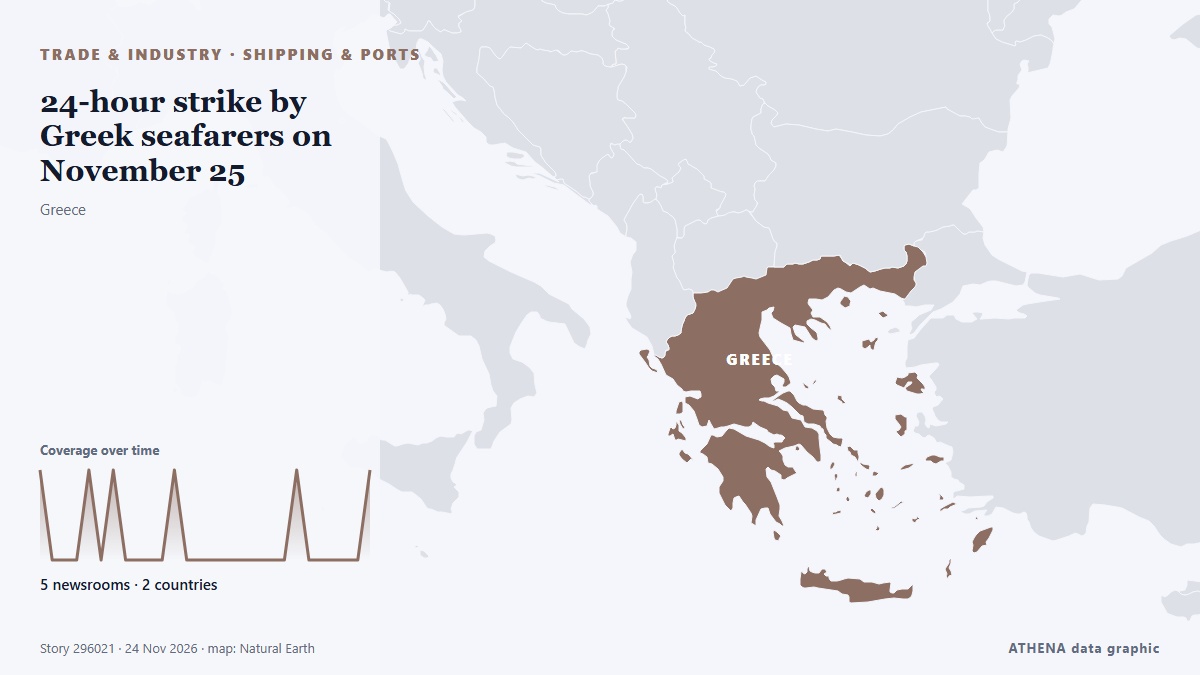 TRADE & INDUSTRY · SHIPPING & PORTS
24-hour strike by
Greek seafarers on
November 25
Greece
GREECE
Coverage over time
5 newsrooms · 2 countries
Story 296021 · 24 Nov 2026 · map: Natural Earth
ATHENA data graphic